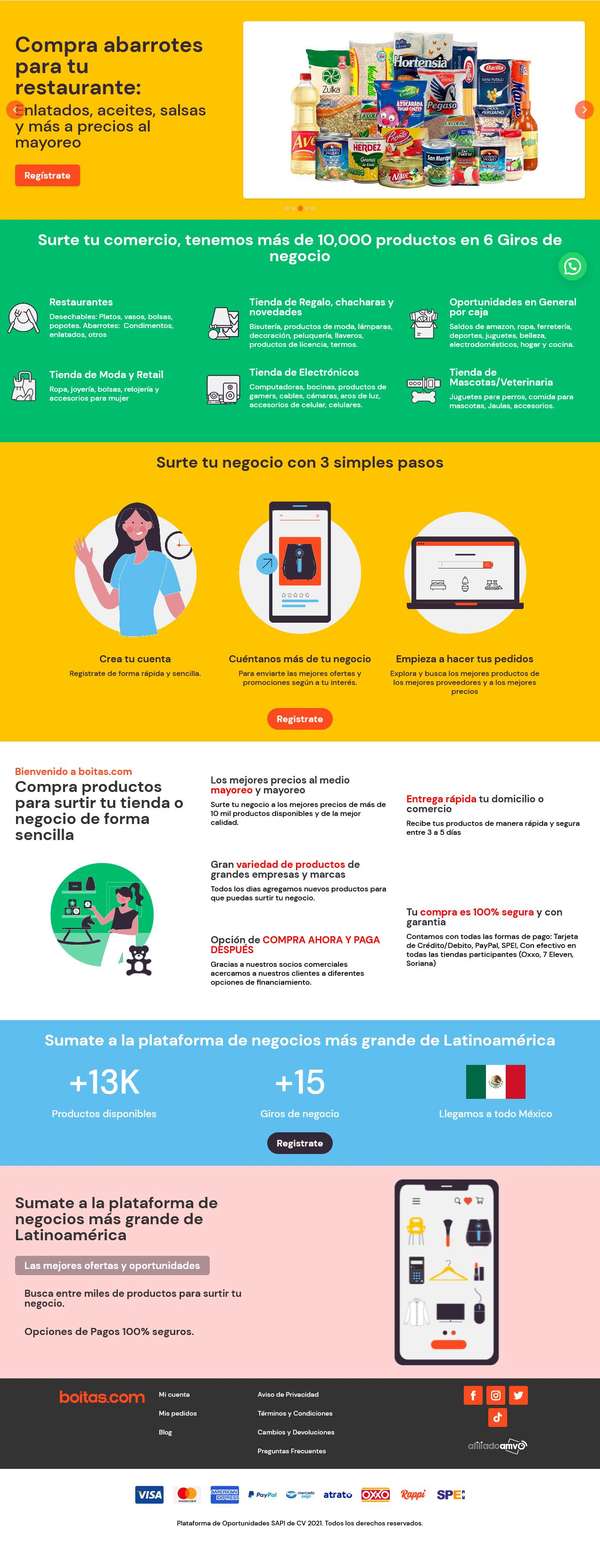 Compra abarrotes
para tu
restaurante:
Enlatados, aceites, salsas
y más a precios al
mayoreo
Regístrate
Zulka
Hortensia
Pegaso
HERDEZ
Barilla
Surte tu comercio, tenemos más de 10,000 productos en 6 Giros de
negocio
Restaurantes
Desechables: Platos, vasos, bolsas,
popotes. Abarrotes: Condimentos,
enlatados, otros
Tienda de Regalo, chacharas y
novedades
Bisutería, productos de moda, lámparas,
decoración, peluquería, llaveros,
productos de licencia, termos.
Oportunidades en General
por caja
Saldos de amazon, ropa, ferretería,
deportes, juguetes, belleza,
electrodomésticos, hogar y cocina.
Tienda de Moda y Retail
Ropa, joyería, bolsas, relojería y
accesorios para mujer
Tienda de Electrónicos
Computadoras, bocinas, productos de
gamers, cables, cámaras, aros de luz,
accesorios de celular, celulares.
Tienda de
Mascotas/Veterinaria
Juguetes para perros, comida para
mascotas, Jaulas, accesorios.
Surte tu negocio con 3 simples pasos
Crea tu cuenta
Regístrate de forma rápida y sencilla.
Cuéntanos más de tu negocio
Para enviarte las mejores ofertas y
promociones según a tu interés.
Empieza a hacer tus pedidos
Explora y busca los mejores productos de
los mejores proveedores y a los mejores
precios
Regístrate
Bienvenido a boitas.com
Compra productos
para surtir tu tienda o
negocio de forma
sencilla
Los mejores precios al medio
mayoreo y mayoreo
Surte tu negocio a los mejores precios de más de
10 mil productos disponibles y de la mejor
calidad.
Gran variedad de productos de
grandes empresas y marcas
Todos los días agregamos nuevos productos para
que puedas surtir tu negocio.
Opción de COMPRA AHORA Y PAGA
DESPUÉS
Gracias a nuestros socios comerciales
acercamos a nuestros clientes a diferentes
opciones de financiamiento.
Entrega rápida tu domicilio o
comercio
Recibe tus productos de manera rápida y segura
entre 3 a 5 días
Tu compra es 100% segura y con
garantía
Contamos con todas las formas de pago: Tarjeta
de Crédito/Debito, PayPal, SPEI, Con efectivo en
todas las tiendas participantes (Oxxo, 7 Eleven,
Soriana)
Sumate a la plataforma de negocios más grande de Latinoamérica
+13K
Productos disponibles
+15
Giros de negocio
Llegamos a todo México
Regístrate
Sumate a la plataforma de
negocios más grande de
Latinoamérica
Las mejores ofertas y oportunidades
Busca entre miles de productos para surtir tu
negocio.
Opciones de Pagos 100% seguros.
boitas.com
Mi cuenta
Mis pedidos
Blog
Aviso de Privacidad
Términos y Condiciones
Cambios y Devoluciones
Preguntas Frecuentes
afiliadoamvo
VISA
mastercard
AMERICAN EXPRESS
PayPal
mercado pago
atrato
OXXO
Rappi
SPEI
Plataforma de Oportunidades SAPI de CV 2021. Todos los derechos reservados.